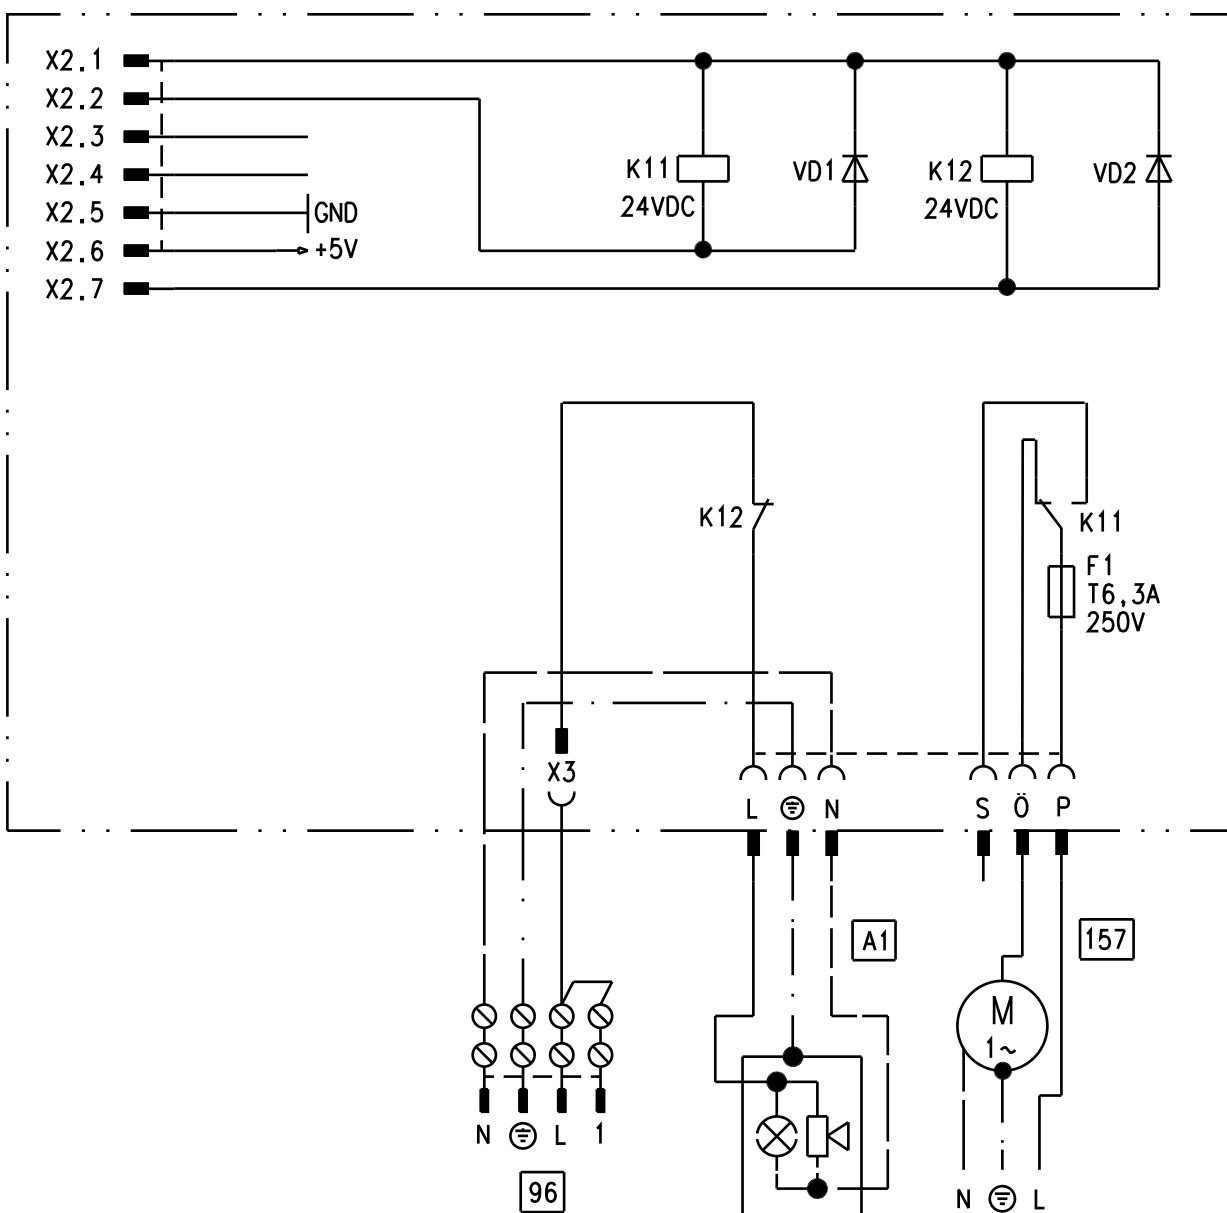 X2.1
X2.2
X2.3
X2.4
X2.5
GND
X2.6
+5V
X2.7
K11
24VDC
VD1
K12
24VDC
VD2
K12
K11
F1
T6,3A
250V
X3
L
N
S
Ö
P
A1
157
M
1~
N
L
1
96
N
L